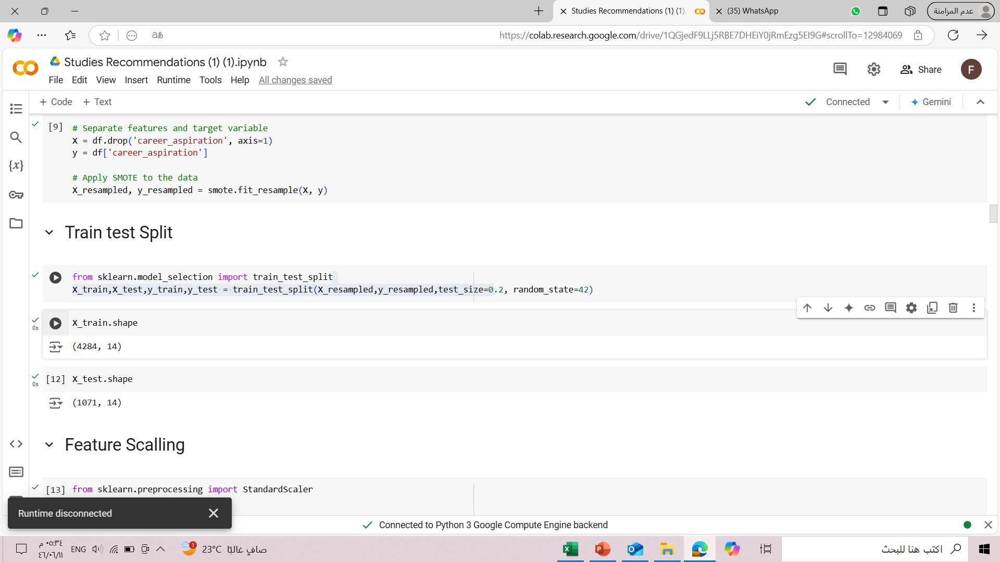 Studies Recommendations (1) (1).
(35) WhatsApp
عدم المزامنة
https://colab.research.google.com/drive/1QGjedF9LLj5RBE7DHEiY0jRmEzg5EI9G#scrollTo=12984069
Studies Recommendations (1) (1).ipynb
File Edit View Insert Runtime Tools Help All changes saved
Share
F
+ Code + Text
Connected
Gemini
[9] # Separate features and target variable
X = df.drop('career_aspiration', axis=1)
y = df['career_aspiration']
# Apply SMOTE to the data
X_resampled, y_resampled = smote.fit_resample(X, y)
Train test Split
from sklearn.model_selection import train_test_split
X_train,X_test,y_train,y_test = train_test_split(X_resampled,y_resampled,test_size=0.2, random_state=42)
X_train.shape
0s
(4284, 14)
[12] X_test.shape
0s
(1071, 14)
Feature Scalling
[13] from sklearn.preprocessing import StandardScaler
Runtime disconnected
Connected to Python 3 Google Compute Engine backend
٠٥:٣٤ م
٤٦/٠٦/١١
ENG
1
23°C صافٍ غالبًا
اكتب هنا للبحث